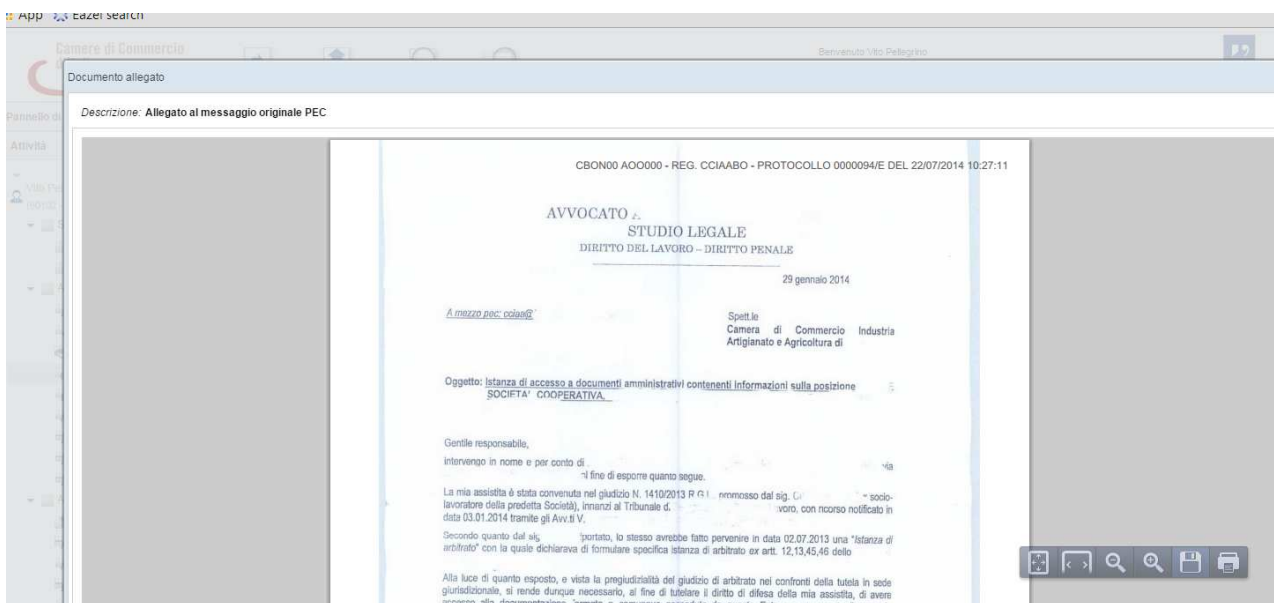 App Eazel search
Camere di Commercio
Benvenuto Vito Pellegrino
Documento allegato
Pannello di
Descrizione: Allegato al messaggio originale PEC
Attività
CBON00 AOO000 - REG. CCIAABO - PROTOCOLLO 0000094/E DEL 22/07/2014 10:27:11
AVVOCATO
STUDIO LEGALE
DIRITTO DEL LAVORO – DIRITTO PENALE
29 gennaio 2014
A mezzo pec: cciaa@
Spett.le
Camera di Commercio Industria
Artigianato e Agricoltura di
Oggetto: Istanza di accesso a documenti amministrativi contenenti informazioni sulla posizione
SOCIETA' COOPERATIVA.
Gentile responsabile,
intervengo in nome e per conto di via
al fine di esporre quanto segue.
La mia assistita è stata convenuta nel giudizio N. 1410/2013 R.G.L. promosso dal sig. socio-
lavoratore della predetta Società), innanzi al Tribunale con ricorso notificato in
data 03.01.2014 tramite gli Avv.ti V.
Secondo quanto dal sig. lo stesso avrebbe fatto pervenire in data 02.07.2013 una "Istanza di
arbitrato" con la quale dichiarava di formulare specifica istanza di arbitrato ex artt. 12,13,45,46 dello
Alla luce di quanto esposto, e vista la pregiudizialità del giudizio di arbitrato nei confronti della tutela in sede
giurisdizionale, si rende dunque necessario, al fine di tutelare il diritto di difesa della mia assistita, di avere